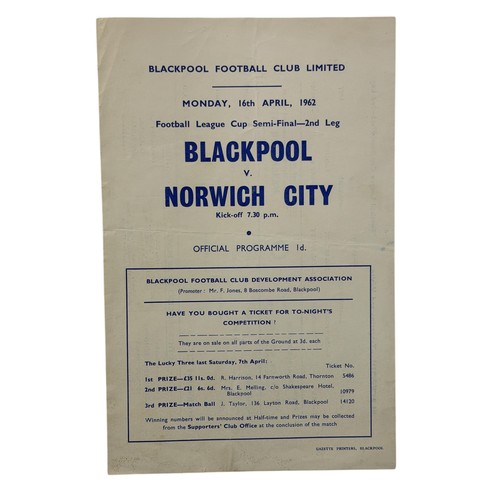 BLACKPOOL FOOTBALL CLUB LIMITED
MONDAY, 16th APRIL, 1962
Football League Cup Semi-Final—2nd Leg
BLACKPOOL
v.
NORWICH CITY
Kick-off 7.30 p.m.
OFFICIAL PROGRAMME 1d.
BLACKPOOL FOOTBALL CLUB DEVELOPMENT ASSOCIATION
(Promoter : Mr. F. Jones, 8 Boscombe Road, Blackpool)
HAVE YOU BOUGHT A TICKET FOR TO-NIGHT'S
COMPETITION !
They are on sale on all parts of the Ground at 3d. each
The Lucky Three last Saturday, 7th April: Ticket No.
1st PRIZE—£35 11s. 0d. R. Harrison, 14 Farnworth Road, Thornton 5486
2nd PRIZE—£21 6s. 6d. Mrs. E. Melling, c/o Shakespeare Hotel,
Blackpool 10979
3rd PRIZE—Match Ball J. Taylor, 136, Layton Road, Blackpool 14120
Winning numbers will be announced at Half-time and Prizes may be collected
from the Supporters' Club Office at the conclusion of the match
GAZETTE PRINTERS, BLACKPOOL